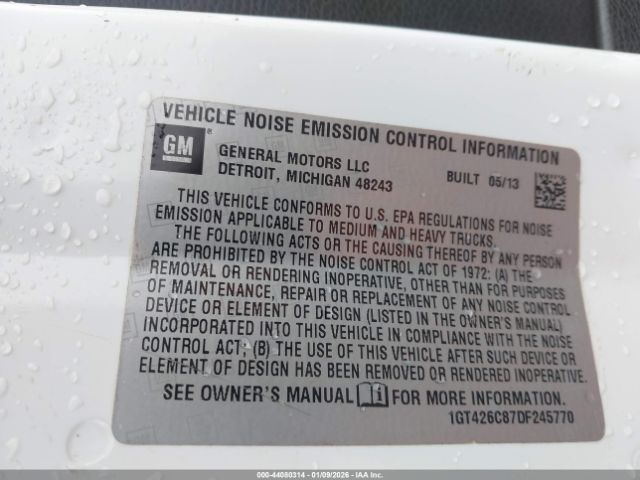 VEHICLE NOISE EMISSION CONTROL INFORMATION
GM
GENERAL MOTORS LLC
DETROIT, MICHIGAN 48243
BUILT 05/13
THIS VEHICLE CONFORMS TO U.S. EPA REGULATIONS FOR NOISE
EMISSION APPLICABLE TO MEDIUM AND HEAVY TRUCKS.
THE FOLLOWING ACTS OR THE CAUSING THEREOF BY ANY PERSON
ARE PROHIBITED BY THE NOISE CONTROL ACT OF 1972: (A) THE
REMOVAL OR RENDERING INOPERATIVE, OTHER THAN FOR PURPOSES
OF MAINTENANCE, REPAIR OR REPLACEMENT OF ANY NOISE CONTROL
DEVICE OR ELEMENT OF DESIGN (LISTED IN THE OWNER'S MANUAL)
INCORPORATED INTO THIS VEHICLE IN COMPLIANCE WITH THE NOISE
CONTROL ACT; (B) THE USE OF THIS VEHICLE AFTER SUCH DEVICE OR
ELEMENT OF DESIGN HAS BEEN REMOVED OR RENDERED INOPERATIVE.
SEE OWNER'S MANUAL FOR MORE INFORMATION.
1GT426C87DF245770
000-44080314 - 01/09/2026 - IAAI.COM